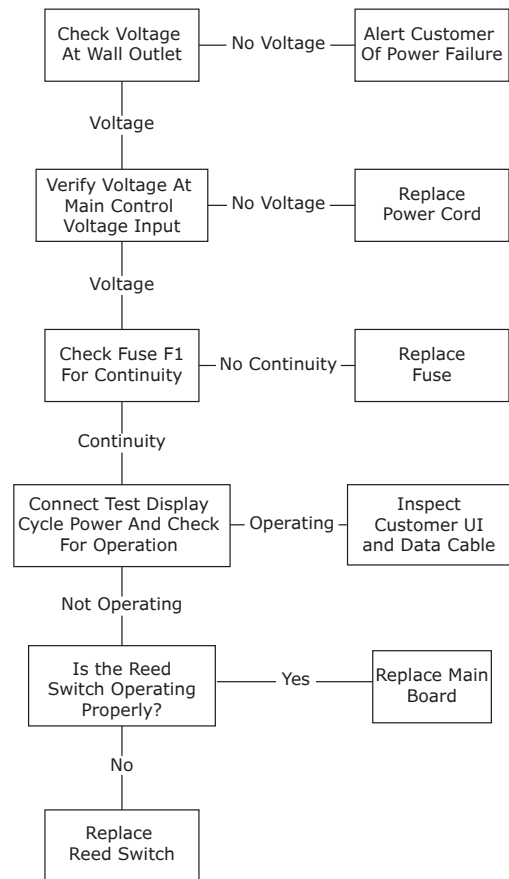 Check Voltage
At Wall Outlet
No Voltage
Alert Customer
Of Power Failure
Voltage
Verify Voltage At
Main Control
Voltage Input
No Voltage
Replace
Power Cord
Voltage
Check Fuse F1
For Continuity
No Continuity
Replace
Fuse
Continuity
Connect Test Display
Cycle Power And Check
For Operation
Operating
Inspect
Customer UI
and Data Cable
Not Operating
Is the Reed
Switch Operating
Properly?
Yes
Replace Main
Board
No
Replace
Reed Switch